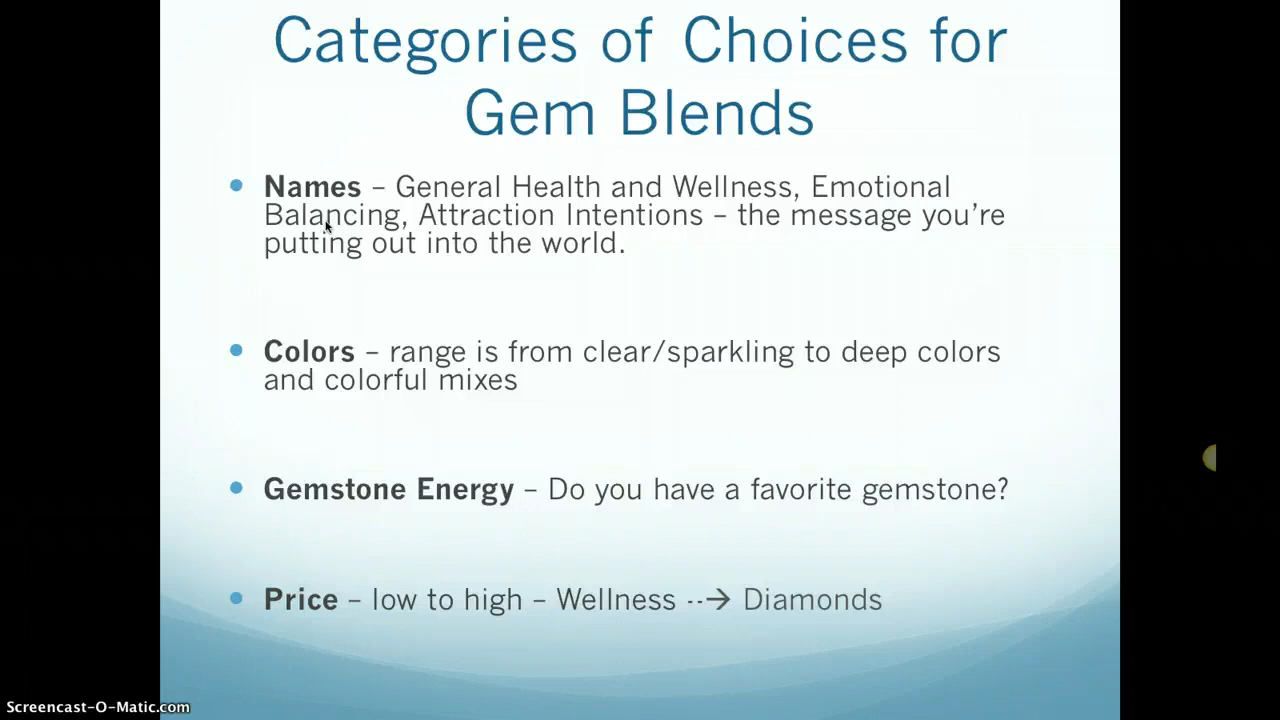 Categories of Choices for
Gem Blends
• Names – General Health and Wellness, Emotional
Balancing, Attraction Intentions – the message you’re
putting out into the world.
• Colors – range is from clear/sparkling to deep colors
and colorful mixes
• Gemstone Energy – Do you have a favorite gemstone?
• Price – low to high – Wellness --→ Diamonds
Screencast-O-Matic.com